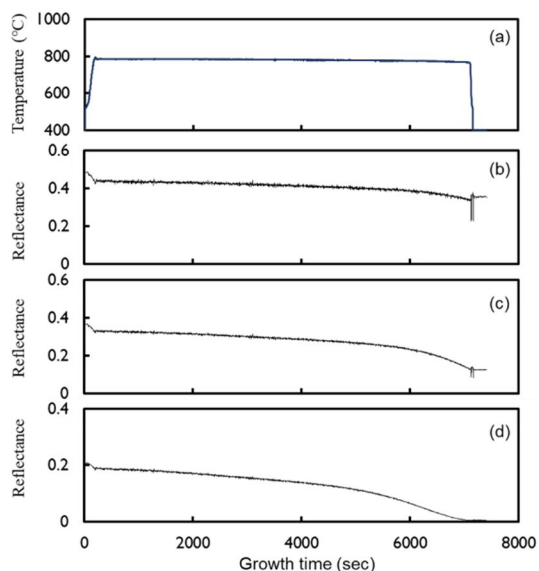 Temperature (°C)
1000
800
600
400
(a)
Reflectance
0.6
0.4
0.2
0
(b)
Reflectance
0.6
0.4
0.2
0
(c)
Reflectance
0.4
0.2
0
(d)
0
2000
4000
6000
8000
Growth time (sec)